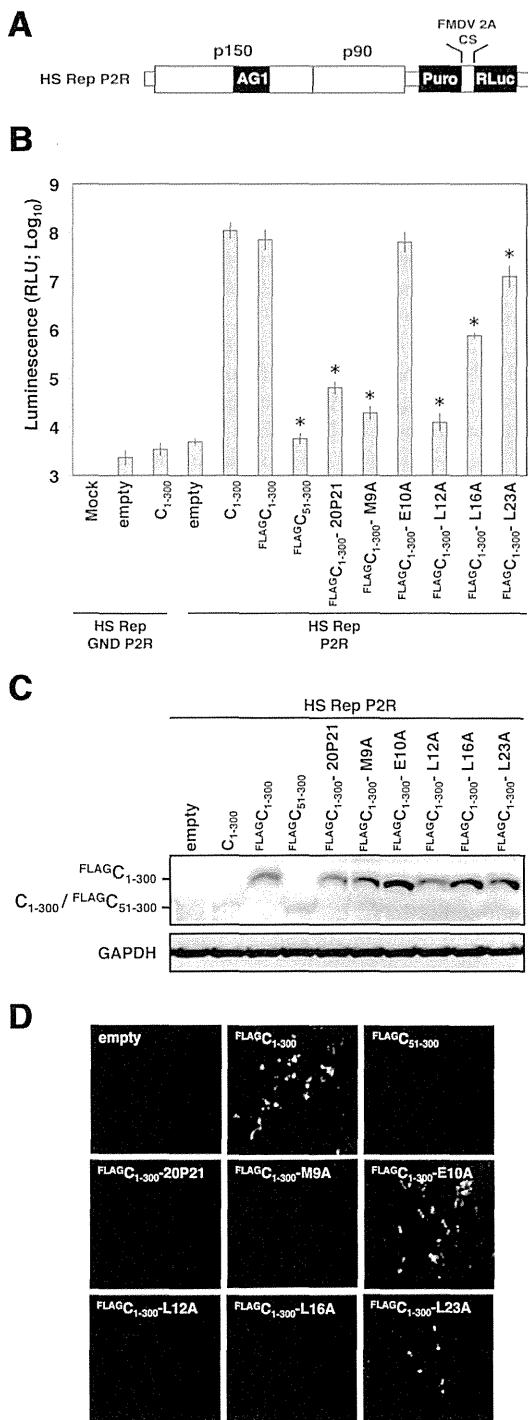 A
FMDV 2A
CS
p150
p90
HS Rep P2R
AG1
Puro
RLuc
B
Luminescence (RLU; Log10)
9
8
7
6
5
4
3
*
*
*
*
*
*
Mock
empty
C1-300
empty
C1-300
FLAGC1-300
FLAGC51-300
FLAGC1-300- 20P21
FLAGC1-300- M9A
FLAGC1-300- E10A
FLAGC1-300- L12A
FLAGC1-300- L16A
FLAGC1-300- L23A
HS Rep
GND P2R
HS Rep
P2R
C
HS Rep P2R
empty
C1-300
FLAGC1-300
FLAGC51-300
FLAGC1-300- 20P21
FLAGC1-300- M9A
FLAGC1-300- E10A
FLAGC1-300- L12A
FLAGC1-300- L16A
FLAGC1-300- L23A
FLAGC1-300
C1-300 / FLAGC51-300
GAPDH
D
empty
FLAGC1-300
FLAGC51-300
FLAGC1-300-20P21
FLAGC1-300-M9A
FLAGC1-300-E10A
FLAGC1-300-L12A
FLAGC1-300-L16A
FLAGC1-300-L23A